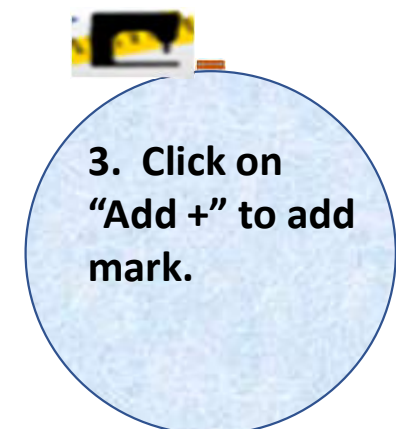 3. Click on
“Add +” to add
mark.